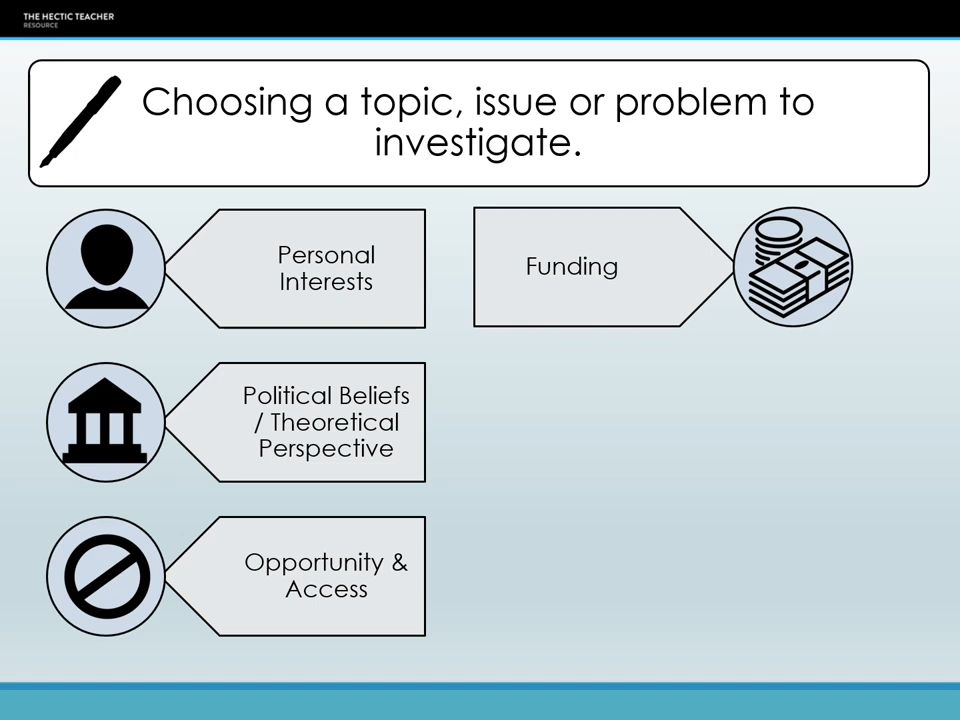 THE HECTIC TEACHER
RESOURCE
Choosing a topic, issue or problem to
investigate.
Personal
Interests
Funding
Political Beliefs
/ Theoretical
Perspective
Opportunity &
Access